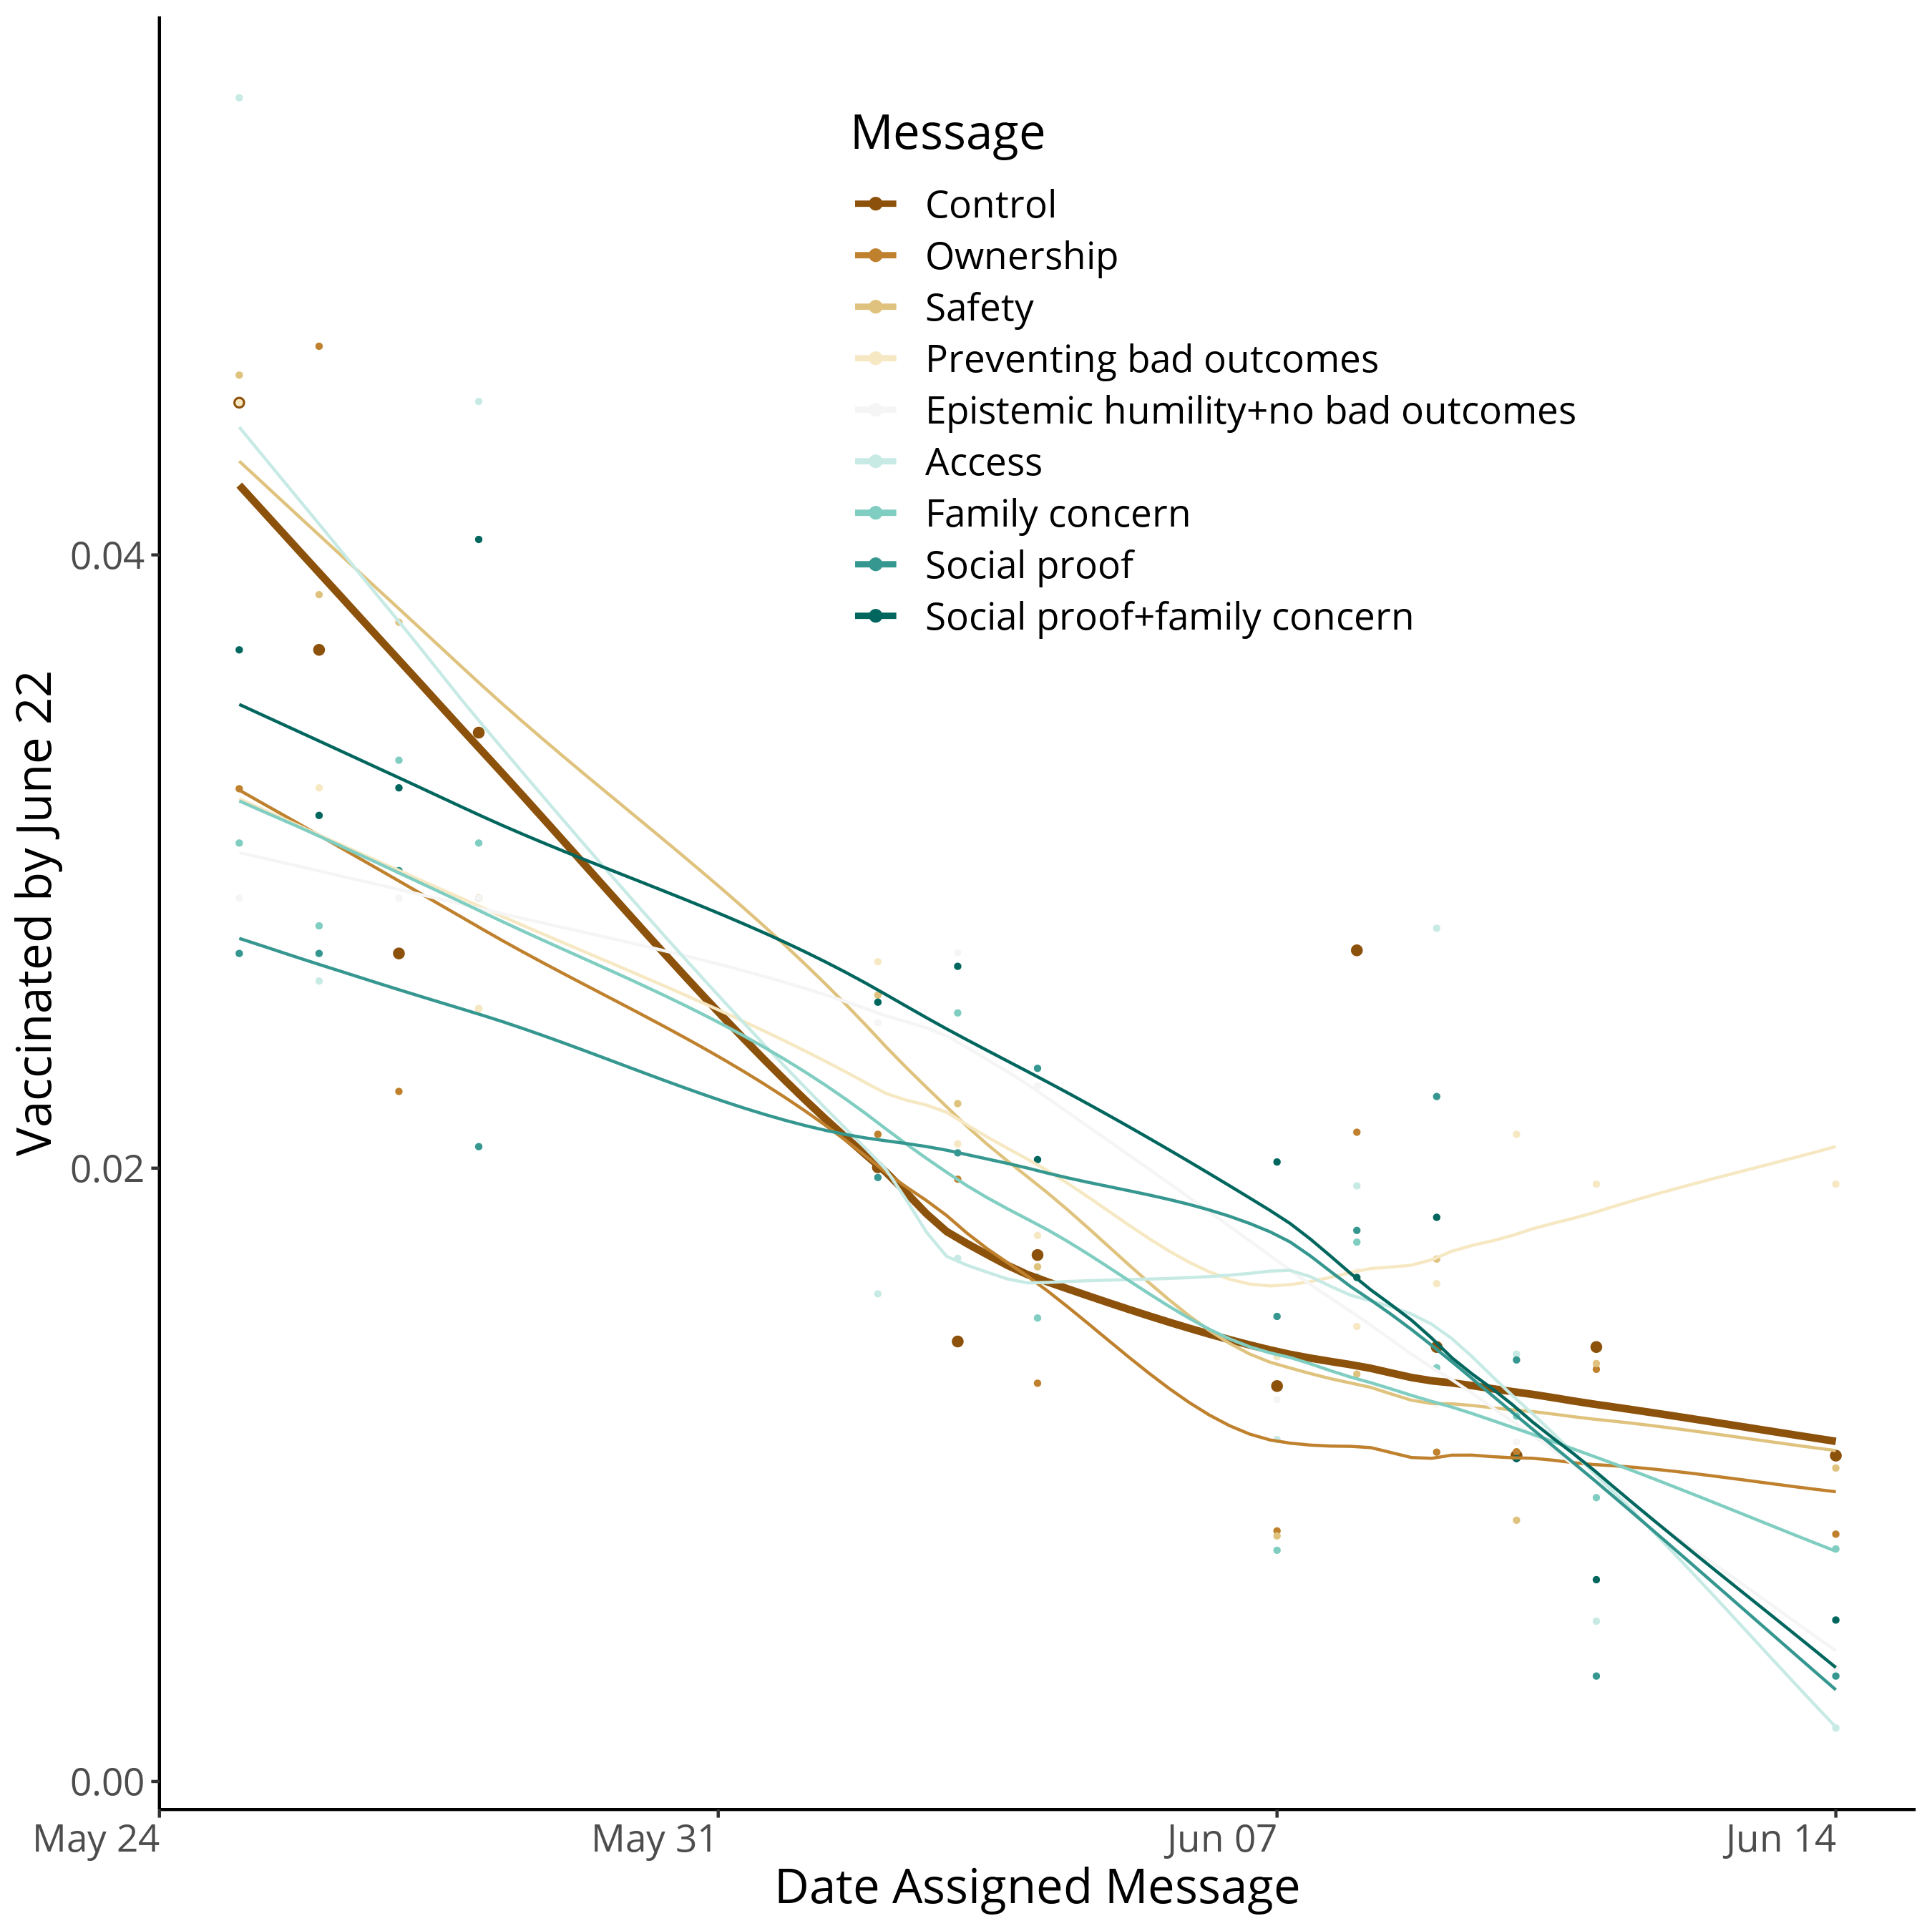 Message
Control
Ownership
Safety
Preventing bad outcomes
Epistemic humility+no bad outcomes
Access
Family concern
Social proof
Social proof+family concern
Vaccinated by June 22
0.04
0.02
0.00
May 24
May 31
Jun 07
Jun 14
Date Assigned Message